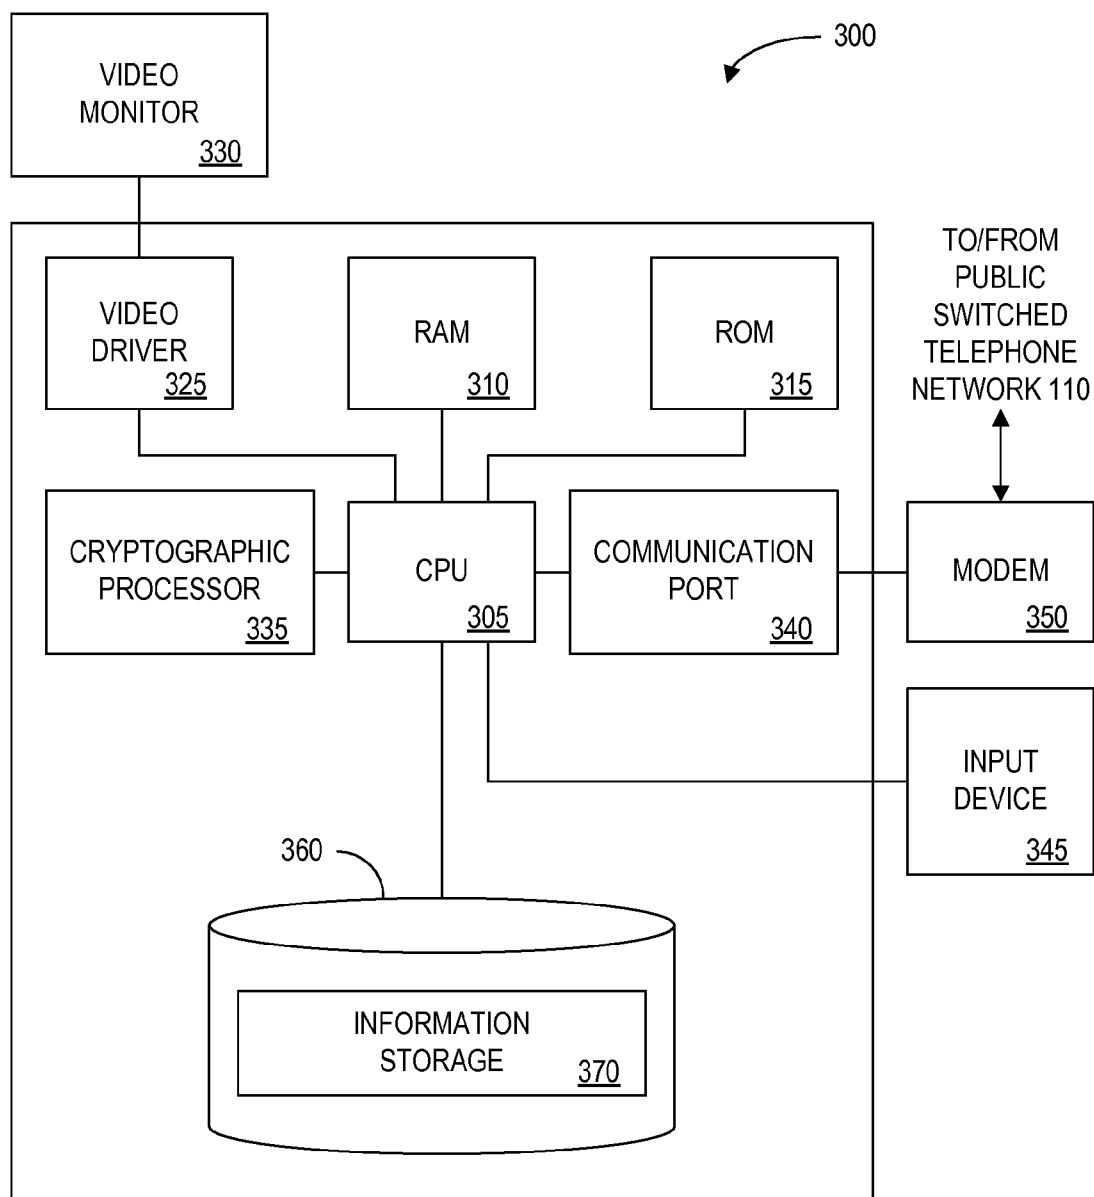 300
VIDEO
MONITOR
330
TO/FROM
PUBLIC
SWITCHED
TELEPHONE
NETWORK 110
VIDEO
DRIVER
325
RAM
310
ROM
315
CRYPTOGRAPHIC
PROCESSOR
335
CPU
305
COMMUNICATION
PORT
340
MODEM
350
INPUT
DEVICE
345
360
INFORMATION
STORAGE
370